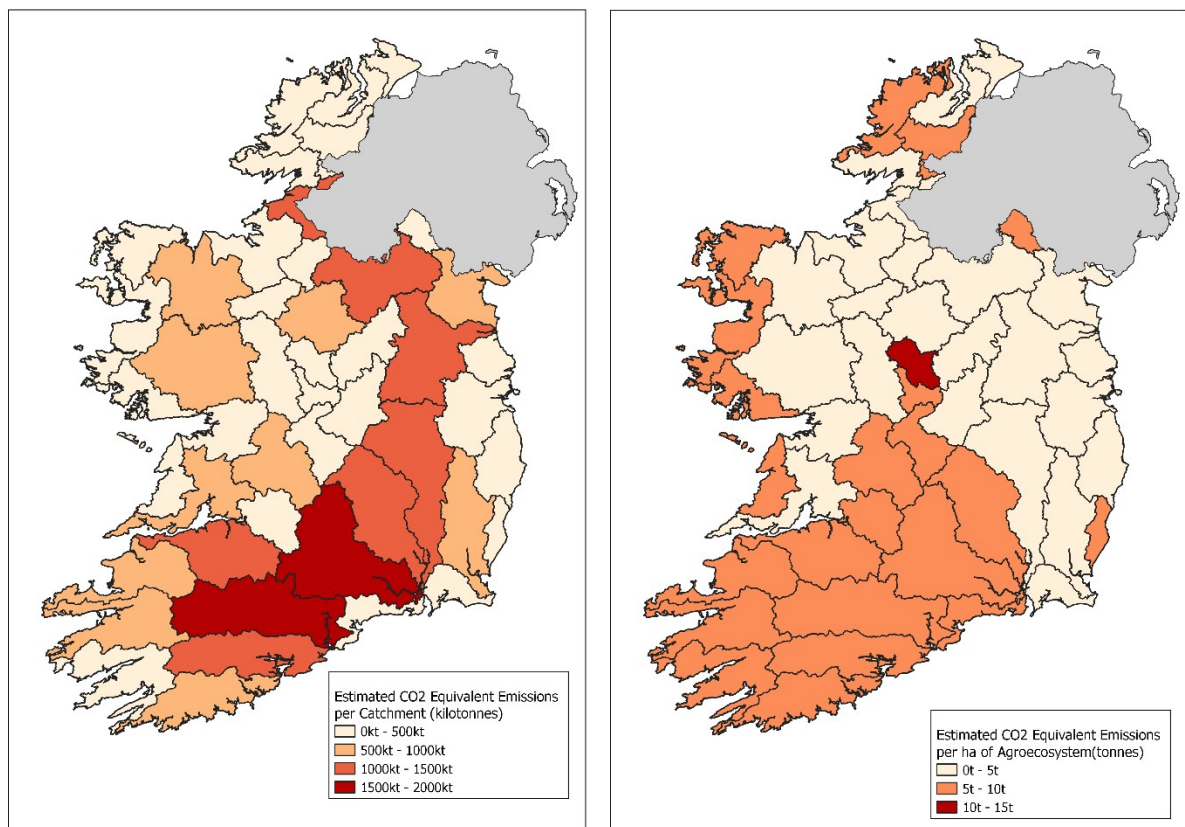 Estimated CO2 Equivalent Emissions
per Catchment (kilotonnes)
0kt - 500kt
500kt - 1000kt
1000kt - 1500kt
1500kt - 2000kt
Estimated CO2 Equivalent Emissions
per ha of Agroecosystem(tonnes)
0t - 5t
5t - 10t
10t - 15t